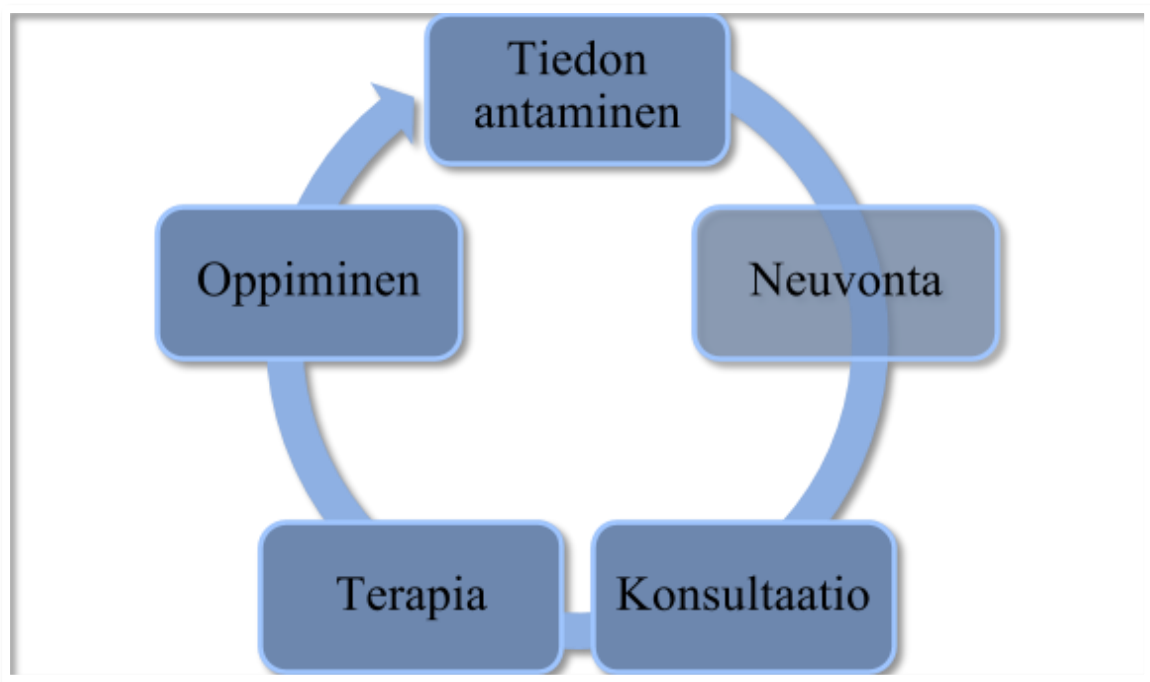 Tiedon
antaminen
Neuvonta
Konsultaatio
Terapia
Oppiminen